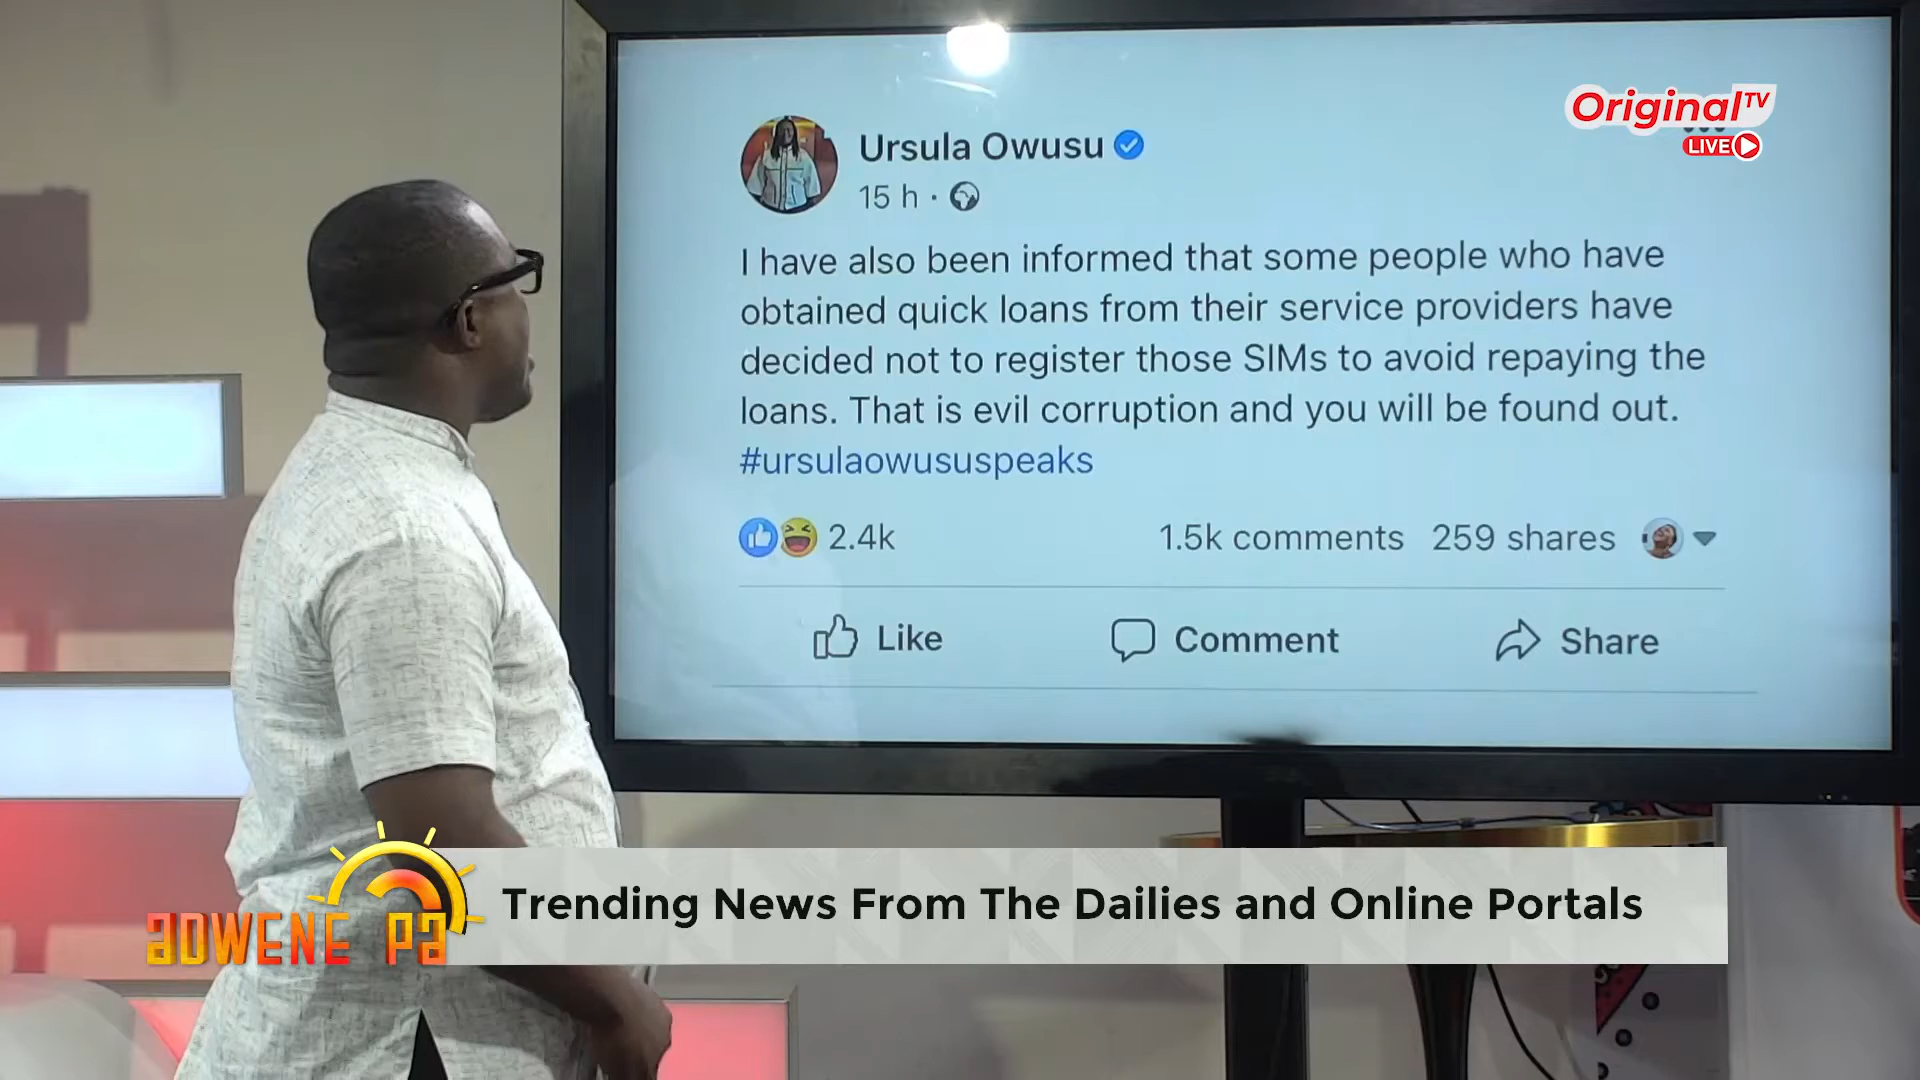 Original TV
LIVE
Ursula Owusu
15 h ·
I have also been informed that some people who have
obtained quick loans from their service providers have
decided not to register those SIMs to avoid repaying the
loans. That is evil corruption and you will be found out.
#ursulaowususpeaks
2.4k
1.5k comments 259 shares
Like
Comment
Share
ADWENE PA
Trending News From The Dailies and Online Portals